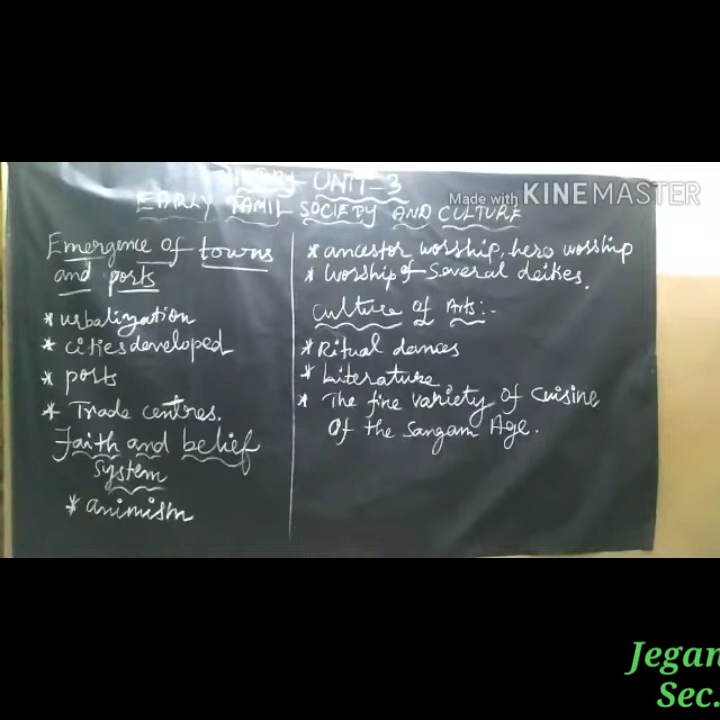 HISTORY - UNIT-3
Made with KINEMASTER
EARLY TAMIL SOCIETY AND CULTURE
Emergence of towns
and ports
* urbalization
* cities developed
* ports
* Trade centres.
Faith and belief
system
* animism
* ancestor worship, hero worship
* Worship of Several deities.
Culture of Arts:-
* Ritual dances
* Literature
* The fine variety of Cuisine
Of the Sangam Age.
Jegan
Sec.